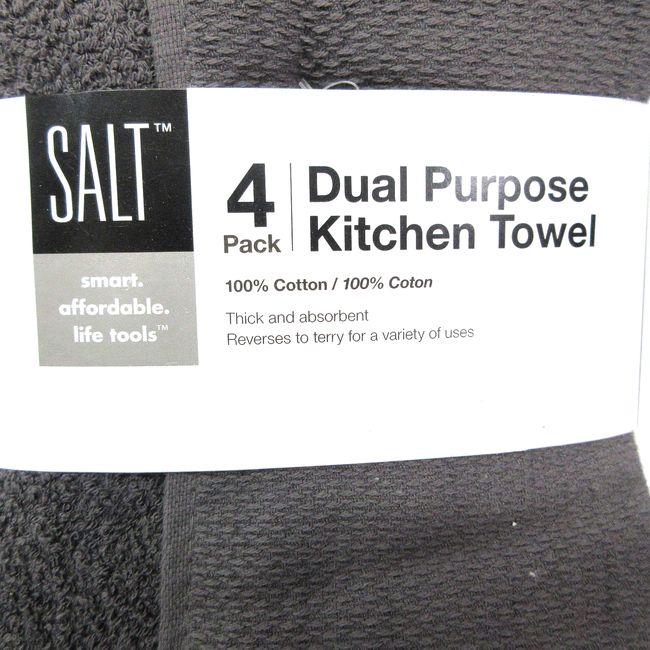 SALT™
smart.
affordable.
life tools™
4
Pack
Dual Purpose
Kitchen Towel
100% Cotton / 100% Coton
Thick and absorbent
Reverses to terry for a variety of uses